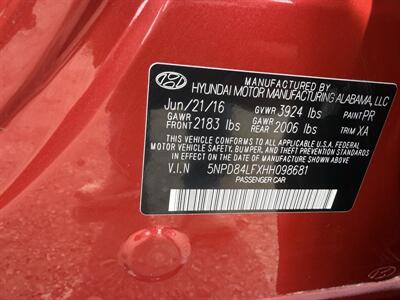 MANUFACTURED BY
HYUNDAI MOTOR MANUFACTURING ALABAMA, LLC
Jun/21/16 GVWR 3924 lbs PAINT PR
GAWR FRONT 2183 lbs GAWR REAR 2006 lbs TRIM XA
THIS VEHICLE CONFORMS TO ALL APPLICABLE U.S. FEDERAL
MOTOR VEHICLE SAFETY, BUMPER, AND THEFT PREVENTION STANDARDS
IN EFFECT ON THE DATE OF MANUFACTURE SHOWN ABOVE
V.I.N 5NPD84LFXHH098681
PASSENGER CAR